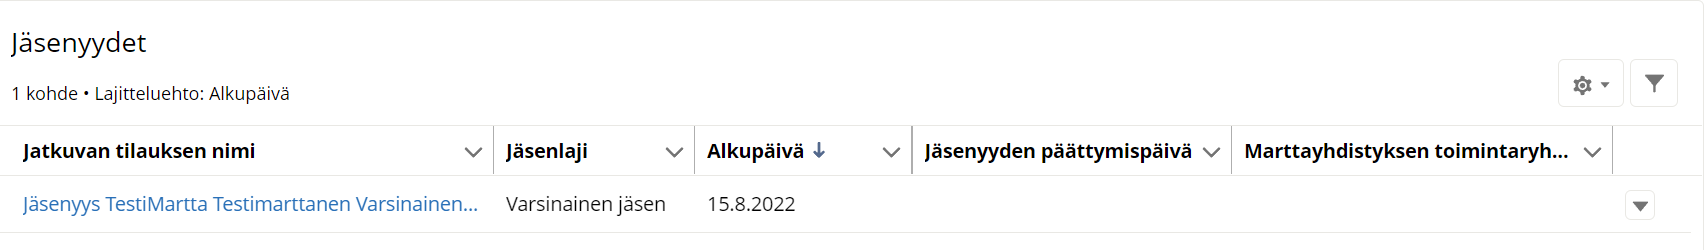 Jäsenyydet
1 kohde • Lajitteluehto: Alkupäivä
Jatkuvan tilauksen nimi Jäsenlaji Alkupäivä Jäsenyyden päättymispäivä Marttayhdistyksen toimintaryh...
Jäsenyys TestiMartta Testimarttanen Varsinainen... Varsinainen jäsen 15.8.2022